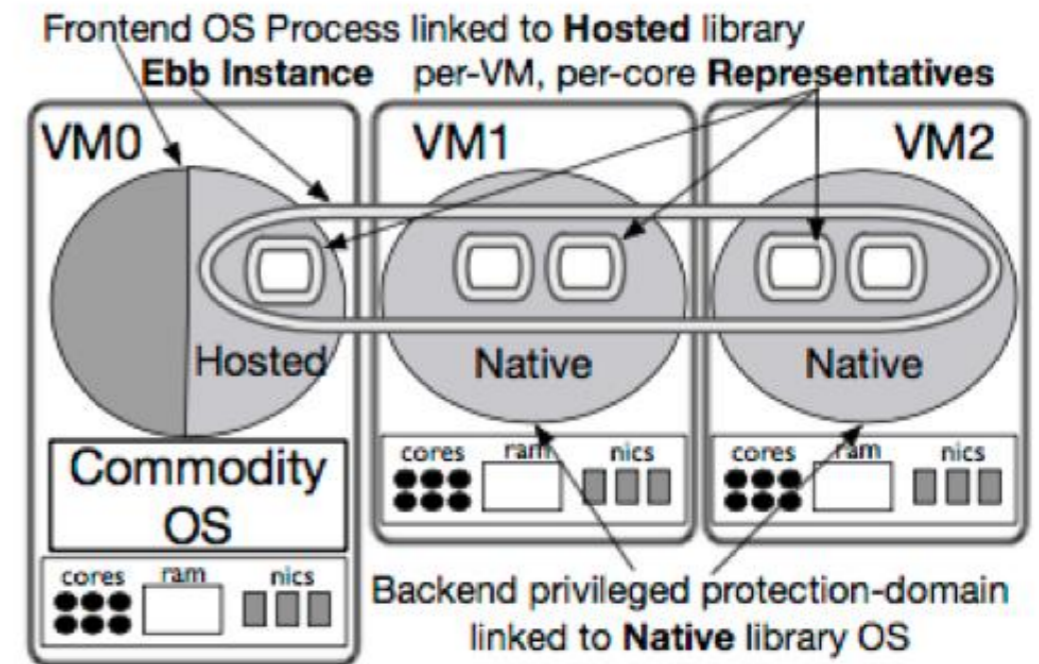 Frontend OS Process linked to Hosted library
Ebb Instance per-VM, per-core Representatives
VM0
VM1
VM2
Hosted
Native
Native
Commodity
OS
cores ram nics
cores ram nics
cores ram nics
Backend privileged protection-domain
linked to Native library OS